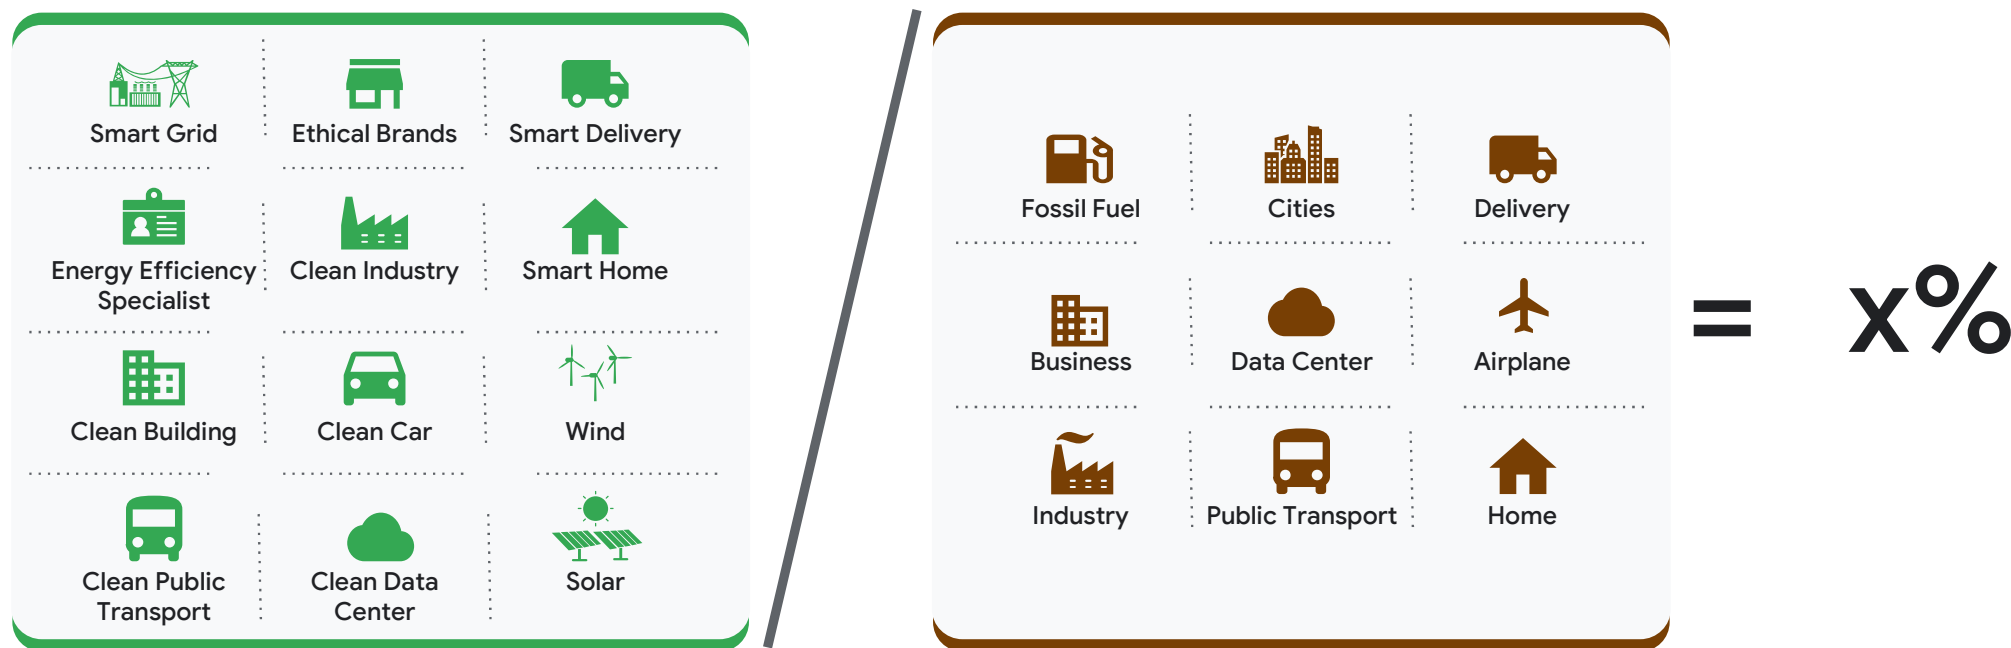 Smart Grid
Ethical Brands
Smart Delivery
Energy Efficiency
Specialist
Clean Industry
Smart Home
Clean Building
Clean Car
Wind
Clean Public
Transport
Clean Data
Center
Solar
Fossil Fuel
Cities
Delivery
Business
Data Center
Airplane
Industry
Public Transport
Home
= x%